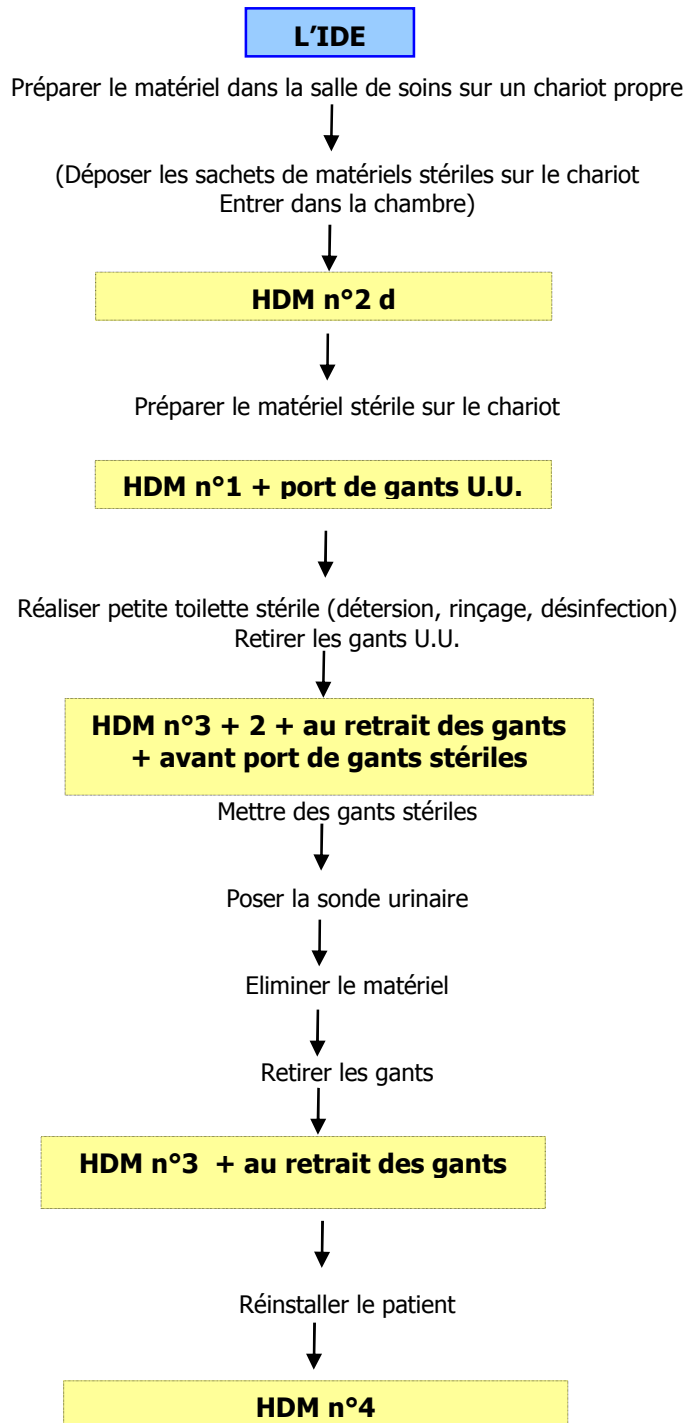 L'IDE
Préparer le matériel dans la salle de soins sur un chariot propre
(Déposer les sachets de matériels stériles sur le chariot
Entrer dans la chambre)
HDM n°2 d
Préparer le matériel stérile sur le chariot
HDM n°1 + port de gants U.U.
Réaliser petite toilette stérile (détersion, rinçage, désinfection)
Retirer les gants U.U.
HDM n°3 + 2 + au retrait des gants
+ avant port de gants stériles
Mettre des gants stériles
Poser la sonde urinaire
Eliminer le matériel
Retirer les gants
HDM n°3 + au retrait des gants
Réinstaller le patient
HDM n°4